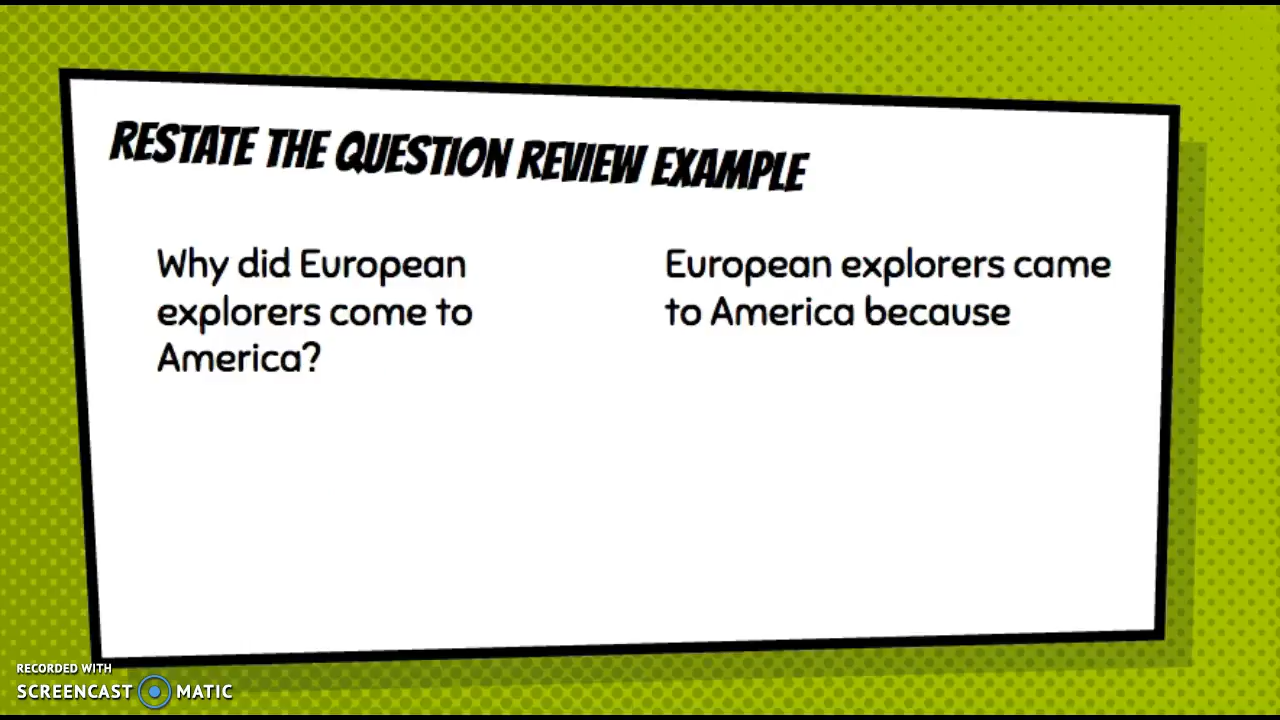 RESTATE THE QUESTION REVIEW EXAMPLE
Why did European
explorers come to
America?
European explorers came
to America because
RECORDED WITH
SCREENCAST MATIC